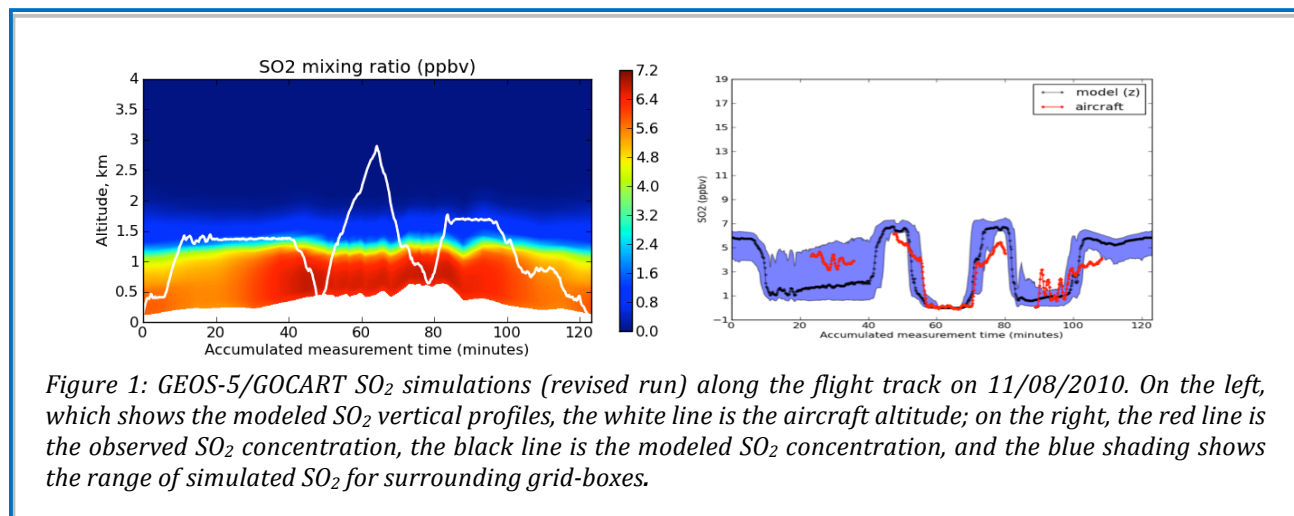 SO2 mixing ratio (ppbv)
4
3.5
3
2.5
2
1.5
1
0.5
0
Altitude, km
0 20 40 60 80 100 120
Accumulated measurement time (minutes)
7.2
6.4
5.6
4.8
4.0
3.2
2.4
1.6
0.8
0.0
19
17
15
13
11
9
7
5
3
1
−1
SO2 (ppbv)
model (z)
aircraft
0 20 40 60 80 100 120
Accumulated measurement time (minutes)
Figure 1: GEOS-5/GOCART SO₂ simulations (revised run) along the flight track on 11/08/2010. On the left,
which shows the modeled SO₂ vertical profiles, the white line is the aircraft altitude; on the right, the red line is
the observed SO₂ concentration, the black line is the modeled SO₂ concentration, and the blue shading shows
the range of simulated SO₂ for surrounding grid-boxes.